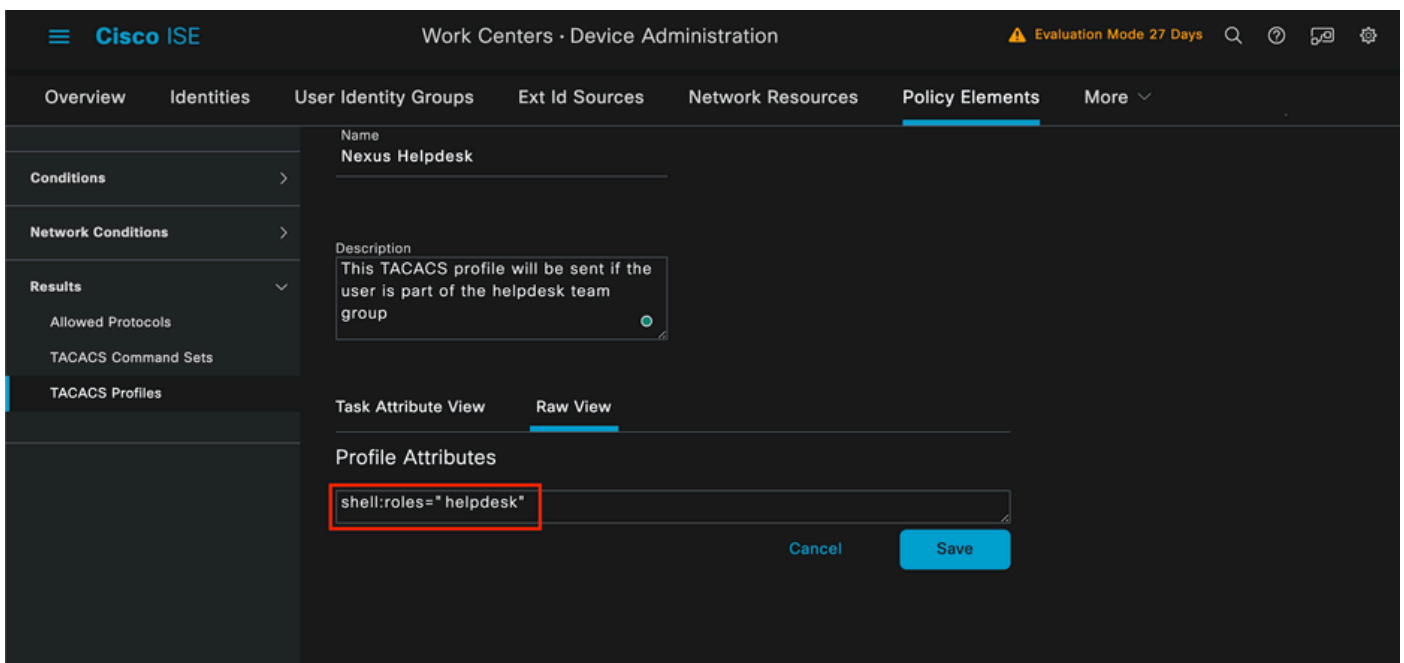 Cisco ISE
Work Centers · Device Administration
Evaluation Mode 27 Days
Overview
Identities
User Identity Groups
Ext Id Sources
Network Resources
Policy Elements
More
Conditions
Network Conditions
Results
Allowed Protocols
TACACS Command Sets
TACACS Profiles
Name
Nexus Helpdesk
Description
This TACACS profile will be sent if the
user is part of the helpdesk team
group
Task Attribute View
Raw View
Profile Attributes
shell:roles=" helpdesk"
Cancel
Save